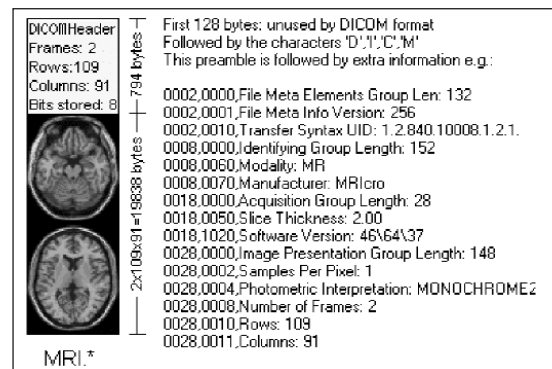 DICOMHeader
Frames: 2
Rows:109
Columns: 91
Bits stored: 8
794 bytes
2x109x91=19838 bytes
MRI.*
First 128 bytes: unused by DICOM format
Followed by the characters 'D','I','C','M'
This preamble is followed by extra information e.g.:
0002,0000,File Meta Elements Group Len: 132
0002,0001,File Meta Info Version: 256
0002,0010,Transfer Syntax UID: 1.2.840.10008.1.2.1.
0008,0000,Identifying Group Length: 152
0008,0060,Modality: MR
0008,0070,Manufacturer: MRIcro
0018,0000,Acquisition Group Length: 28
0018,0050,Slice Thickness: 2.00
0018,1020,Software Version: 46\64\37
0028,0000,Image Presentation Group Length: 148
0028,0002,Samples Per Pixel: 1
0028,0004,Photometric Interpretation: MONOCHROME2
0028,0008,Number of Frames: 2
0028,0010,Rows: 109
0028,0011,Columns: 91